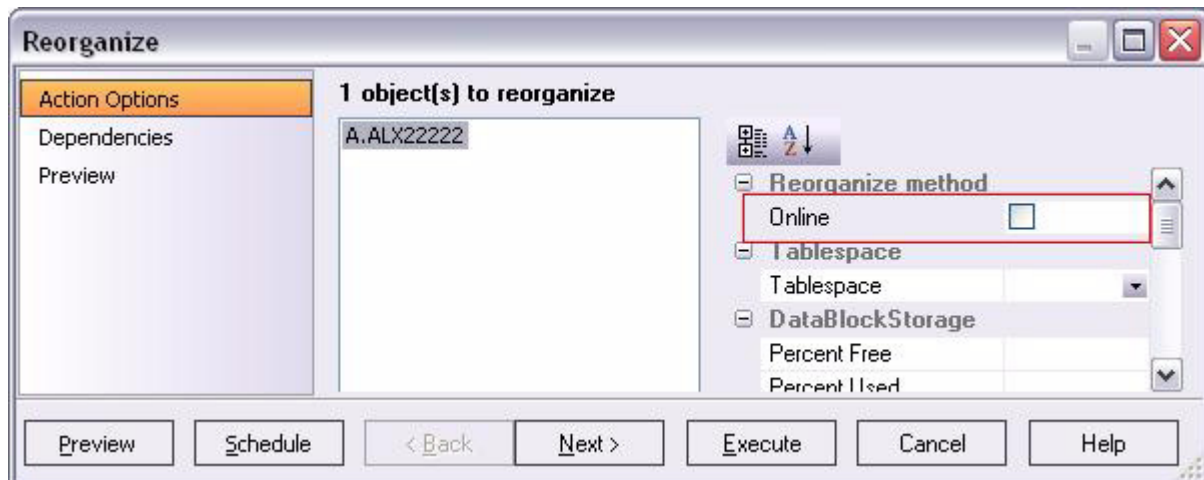 Reorganize
Action Options
Dependencies
Preview
1 object(s) to reorganize
A.ALX22222
A
Z
Reorganize method
Online
Tablespace
Tablespace
DataBlockStorage
Percent Free
Percent Used
Preview
Schedule
< Back
Next >
Execute
Cancel
Help